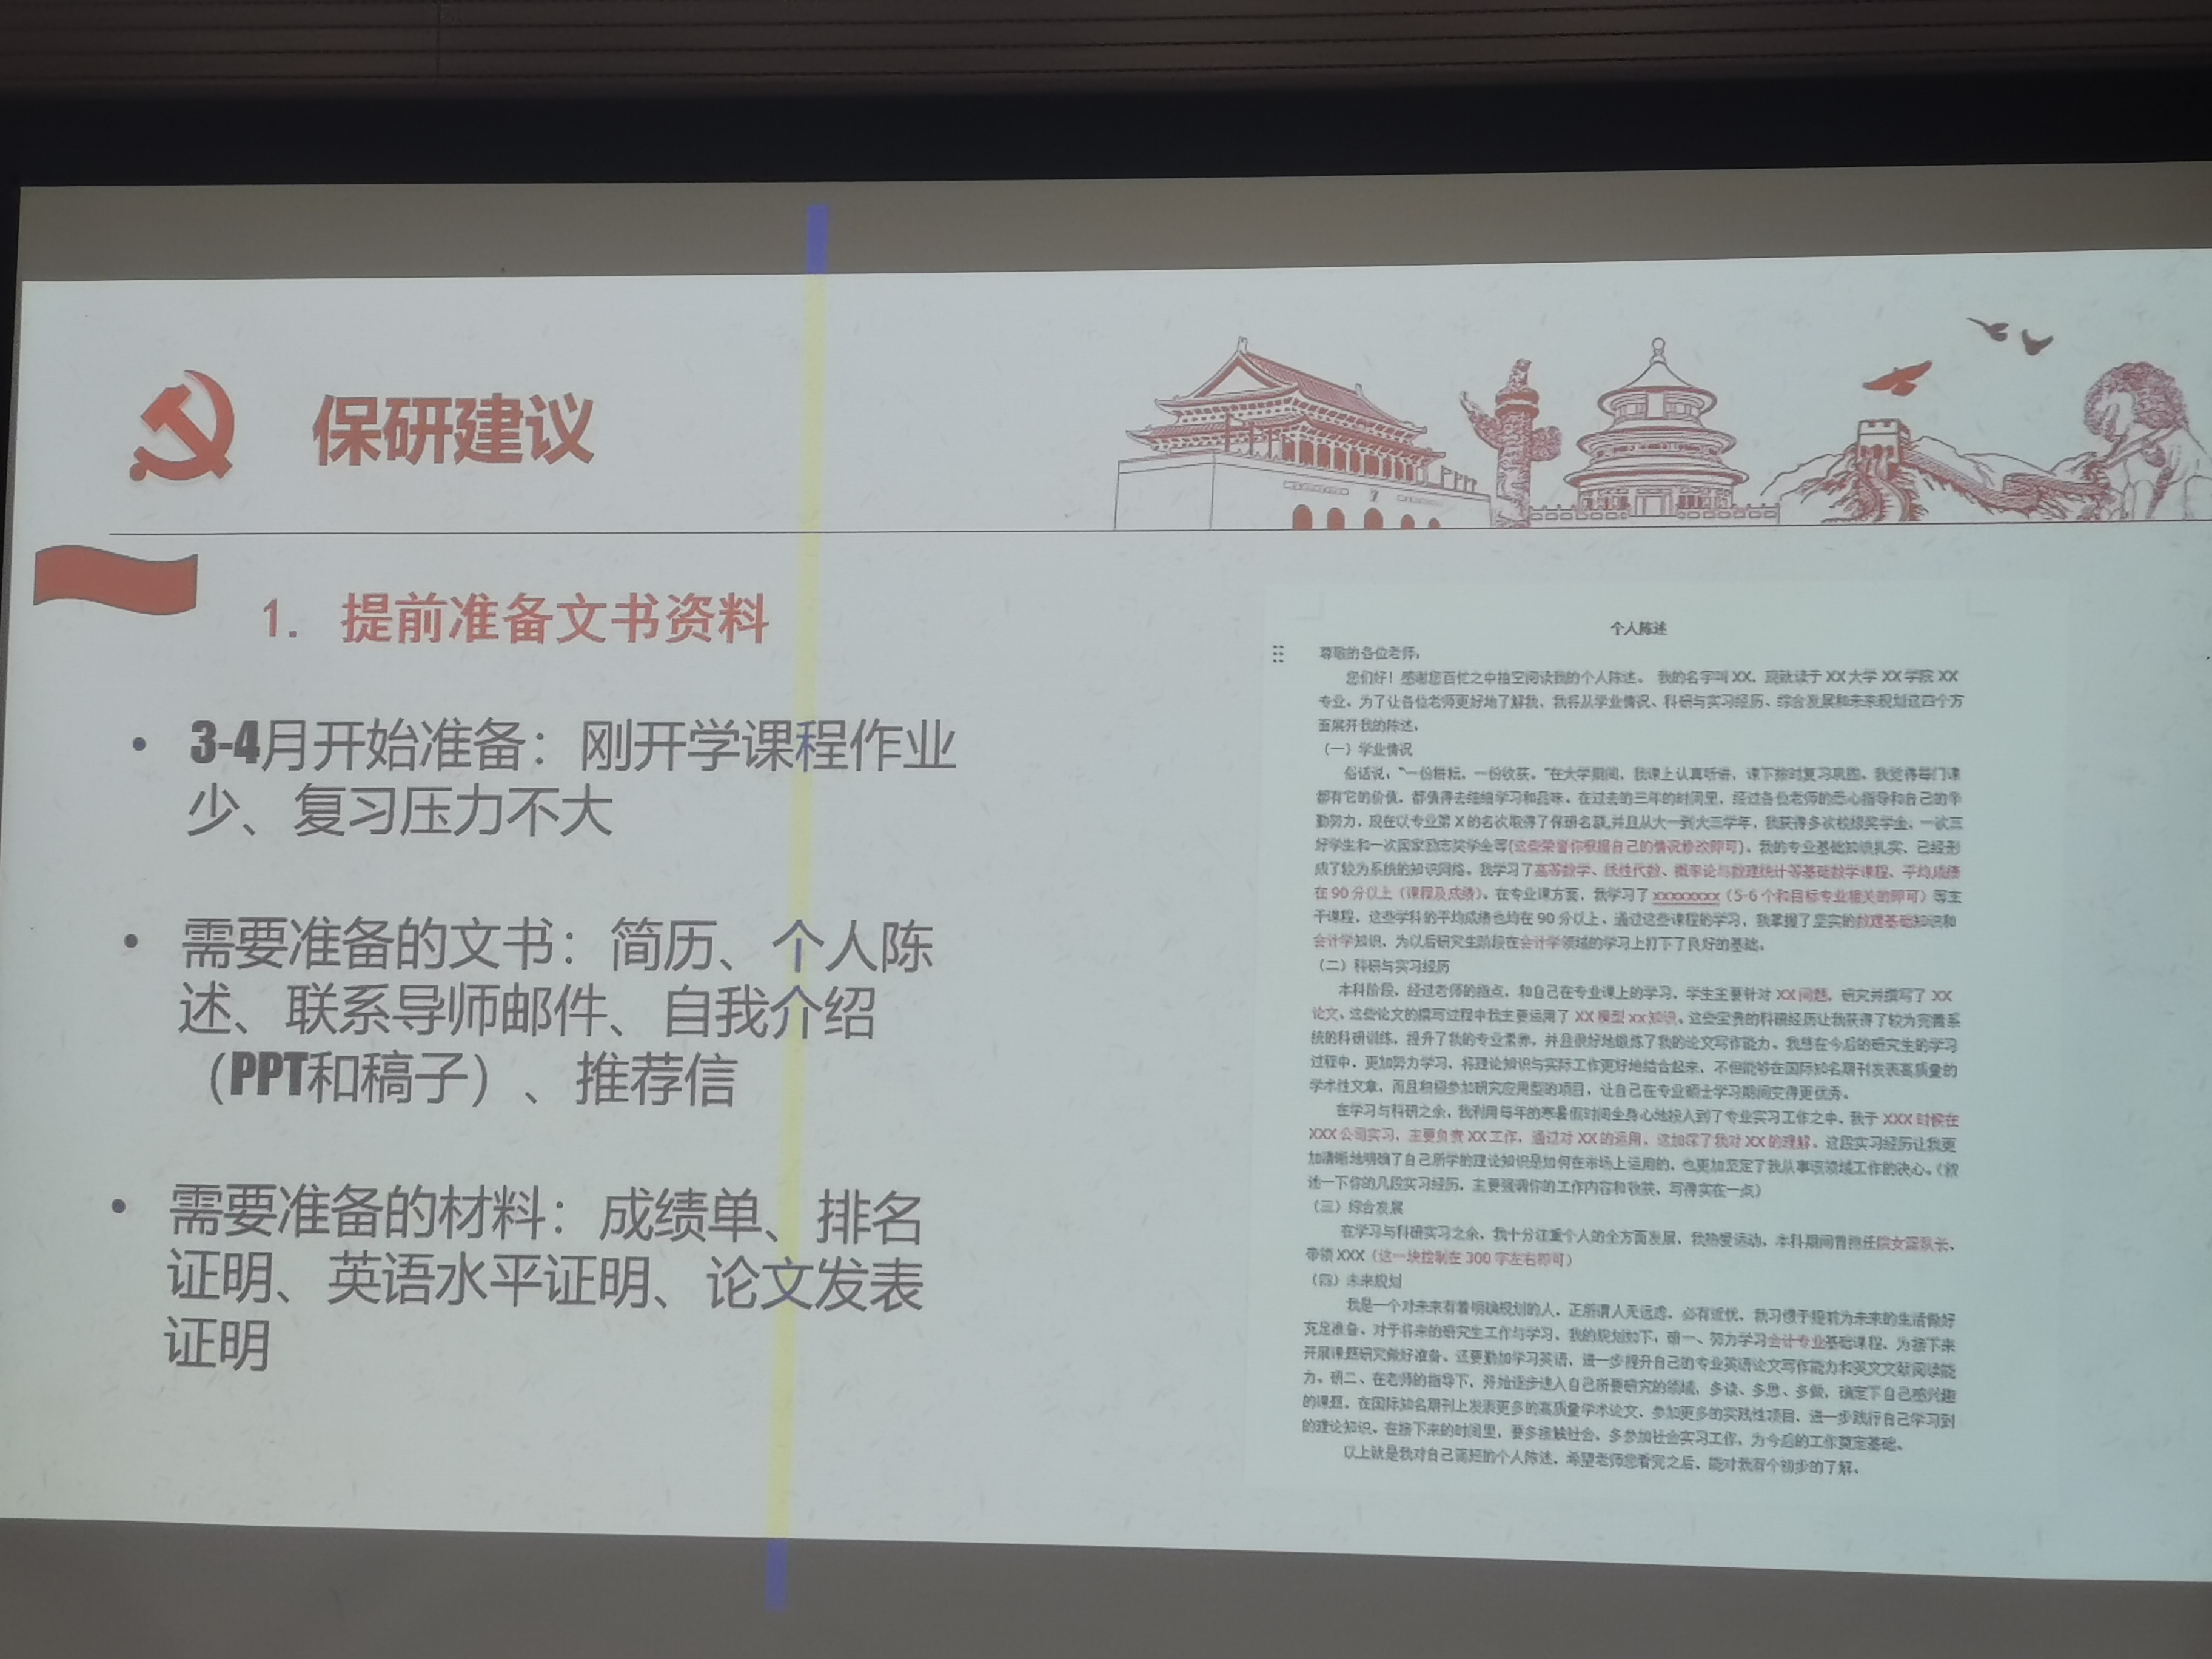 保研建议
1. 提前准备文书资料
• 3-4月开始准备：刚开学课程作业
少、复习压力不大
• 需要准备的文书：简历、个人陈
述、联系导师邮件、自我介绍
（PPT和稿子）、推荐信
• 需要准备的材料：成绩单、排名
证明、英语水平证明、论文发表
证明
个人陈述
尊敬的各位老师，
您们好！感谢您百忙之中抽空阅读我的个人陈述。 我的名字叫 XX，现就读于 XX 大学 XX 学院 XX
专业。为了让各位老师更好地了解我，我将从学业情况、科研与实习经历、综合发展和未来规划这四个方
面展开我的陈述。
（一）学业情况
俗话说，“一份耕耘，一份收获。”在大学期间，我课上认真听讲，课下按时复习巩固。我觉得每门课
都有它的价值，都值得去细细学习和品味。在过去的三年的时间里，经过各位老师的悉心指导和自己的辛
勤努力，现在以专业第 X 的名次取得了保研名额,并且从大一到大三学年，我获得多次校级奖学金、一次三
好学生和一次国家励志奖学金等(这些荣誉你根据自己的情况修改即可)。我的专业基础知识扎实，已经形
成了较为系统的知识网络。我学习了高等数学、线性代数、概率论与数理统计等基础数学课程，平均成绩
在 90 分以上（课程及成绩）。在专业课方面，我学习了 xxxxxxxx（5-6 个和目标专业相关的即可）等主
干课程，这些学科的平均成绩也均在 90 分以上。通过这些课程的学习，我掌握了坚实的数理基础知识和
会计学知识，为以后研究生阶段在会计学领域的学习上打下了良好的基础。
（二）科研与实习经历
本科阶段，经过老师的指点，和自己在专业课上的学习，学生主要针对 XX 问题，研究并撰写了 XX
论文。这些论文的撰写过程中我主要运用了 XX 模型 xx 知识。这些宝贵的科研经历让我获得了较为完善系
统的科研训练，提升了我的专业素养，并且很好地锻炼了我的论文写作能力。我想在今后的研究生的学习
过程中，更加努力学习，将理论知识与实际工作更好地结合起来，不但能够在国际知名期刊发表高质量的
学术性文章，而且积极参加研究应用型的项目，让自己在专业硕士学习期间变得更优秀。
在学习与科研之余，我利用每年的寒暑假时间全身心地投入到了专业实习工作之中。我于 XXX 时候在
XXX 公司实习，主要负责 XX 工作，通过对 XX 的运用，这加深了我对 XX 的理解。这段实习经历让我更
加清晰地明确了自己所学的理论知识是如何在市场上运用的，也更加坚定了我从事该领域工作的决心。（叙
述一下你的几段实习经历，主要强调你的工作内容和收获，写得实在一点）
（三）综合发展
在学习与科研实习之余，我十分注重个人的全方面发展，我热爱运动，本科期间曾担任院女篮队长，
带领 XXX（这一块控制在 300 字左右即可）
（四）未来规划
我是一个对未来有着明确规划的人，正所谓人无远虑，必有近忧，我习惯于提前为未来的生活做好
充足准备。对于将来的研究生工作与学习，我的规划如下，研一、努力学习会计专业基础课程，为接下来
开展课题研究做好准备。还要勤加学习英语，进一步提升自己的专业英语论文写作能力和英文文献阅读能
力。研二、在老师的指导下，开始逐步进入自己所要研究的领域，多读、多思、多做，确定下自己感兴趣
的课题。在国际知名期刊上发表更多的高质量学术论文，参加更多的实践性项目，进一步践行自己学习到
的理论知识。在接下来的时间里，要多接触社会，多参加社会实习工作，为今后的工作奠定基础。
以上就是我对自己简短的个人陈述，希望老师您看完之后，能对我有个初步的了解。